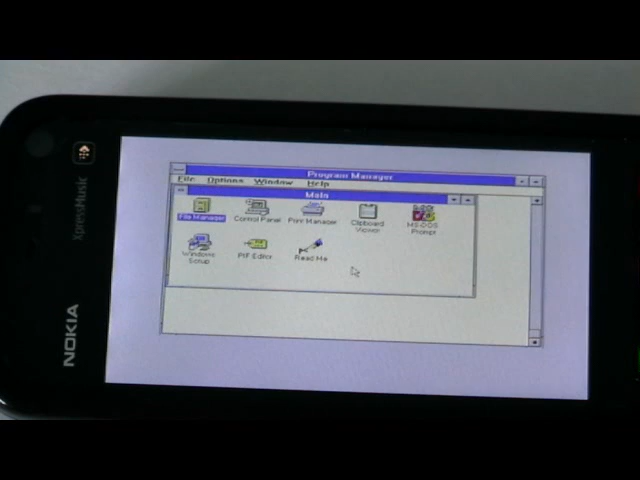 XpressMusic
NOKIA
Program Manager
File Options Window Help
Main
File Manager
Control Panel
Print Manager
Clipboard
Viewer
MS-DOS
Prompt
Windows
Setup
PIF Editor
Read Me